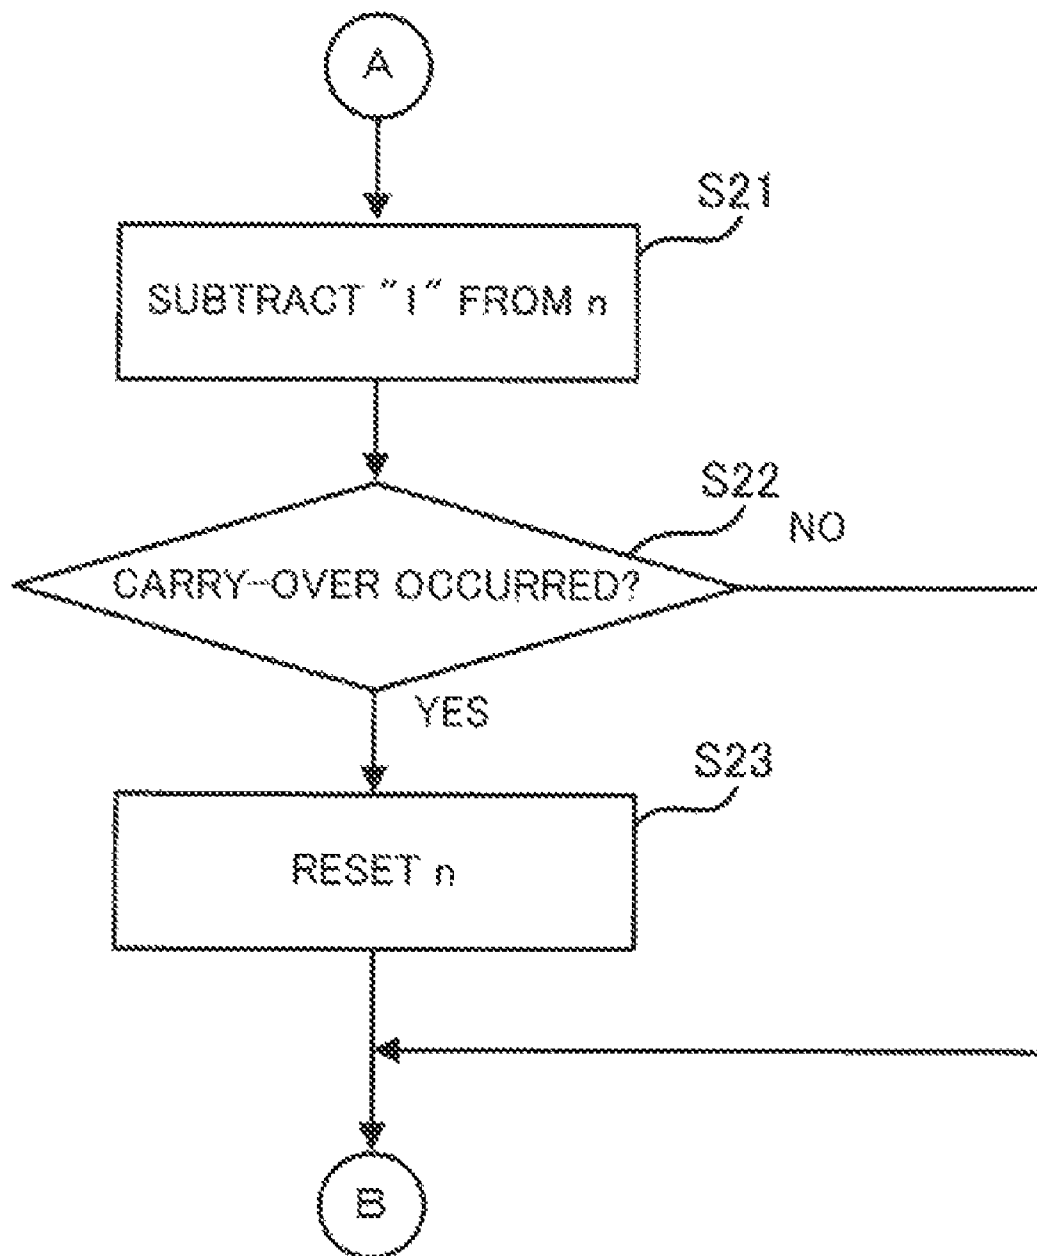 A
S21
SUBTRACT "1" FROM n
S22
NO
CARRY-OVER OCCURRED?
YES
S23
RESET n
B